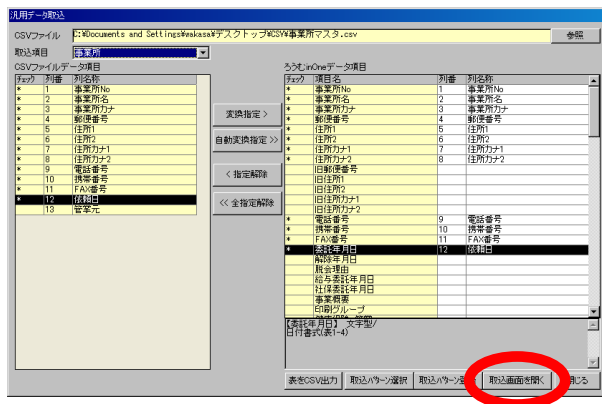 汎用データ取込
CSVファイル C:¥Documents and Settings¥wakasa¥デスクトップ¥CSV¥事業所マスタ.csv 参照
取込項目 事業所
CSVファイルデータ項目
チェック 列番 列名称
* 1 事業所No
* 2 事業所名
* 3 事業所カナ
* 4 郵便番号
* 5 住所1
* 6 住所2
* 7 住所カナ1
* 8 住所カナ2
* 9 電話番号
* 10 携帯番号
* 11 FAX番号
* 12 依頼日
13 管掌元
変換指定 >
自動変換指定 >>
< 指定解除
<< 全指定解除
ろうむinOneデータ項目
チェック 項目名 列番 列名称
* 事業所No 1 事業所No
* 事業所名 2 事業所名
* 事業所カナ 3 事業所カナ
* 郵便番号 4 郵便番号
* 住所1 5 住所1
* 住所2 6 住所2
* 住所カナ1 7 住所カナ1
* 住所カナ2 8 住所カナ2
旧郵便番号
旧住所1
旧住所2
旧住所カナ1
旧住所カナ2
* 電話番号 9 電話番号
* 携帯番号 10 携帯番号
* FAX番号 11 FAX番号
* 委託年月日 12 依頼日
解除年月日
脱会理由
給与委託年月日
社保委託年月日
事業概要
印刷グループ
【委託年月日】 文字型/
日付書式(表1-4)
表をCSV出力 取込パターン選択 取込パターン 取込画面を開く じる